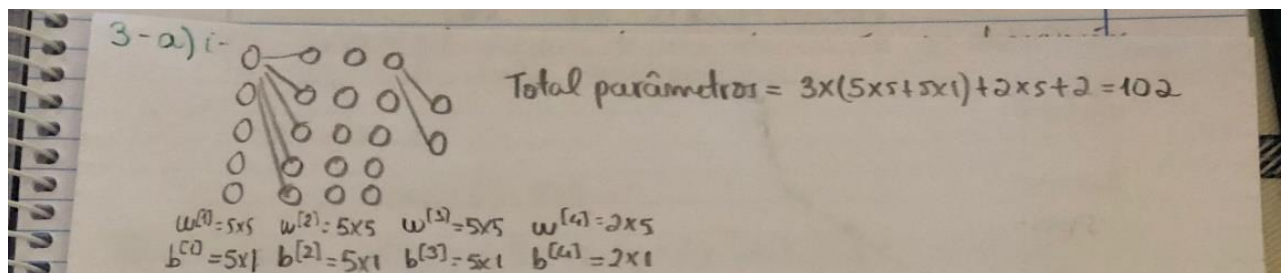 3-a) i-
Total parâmetros = 3x(5x5+5x1)+2x5+2=102
w[1]=5x5 w[2]=5x5 w[3]=5x5 w[4]=2x5
b[1]=5x1 b[2]=5x1 b[3]=5x1 b[4]=2x1